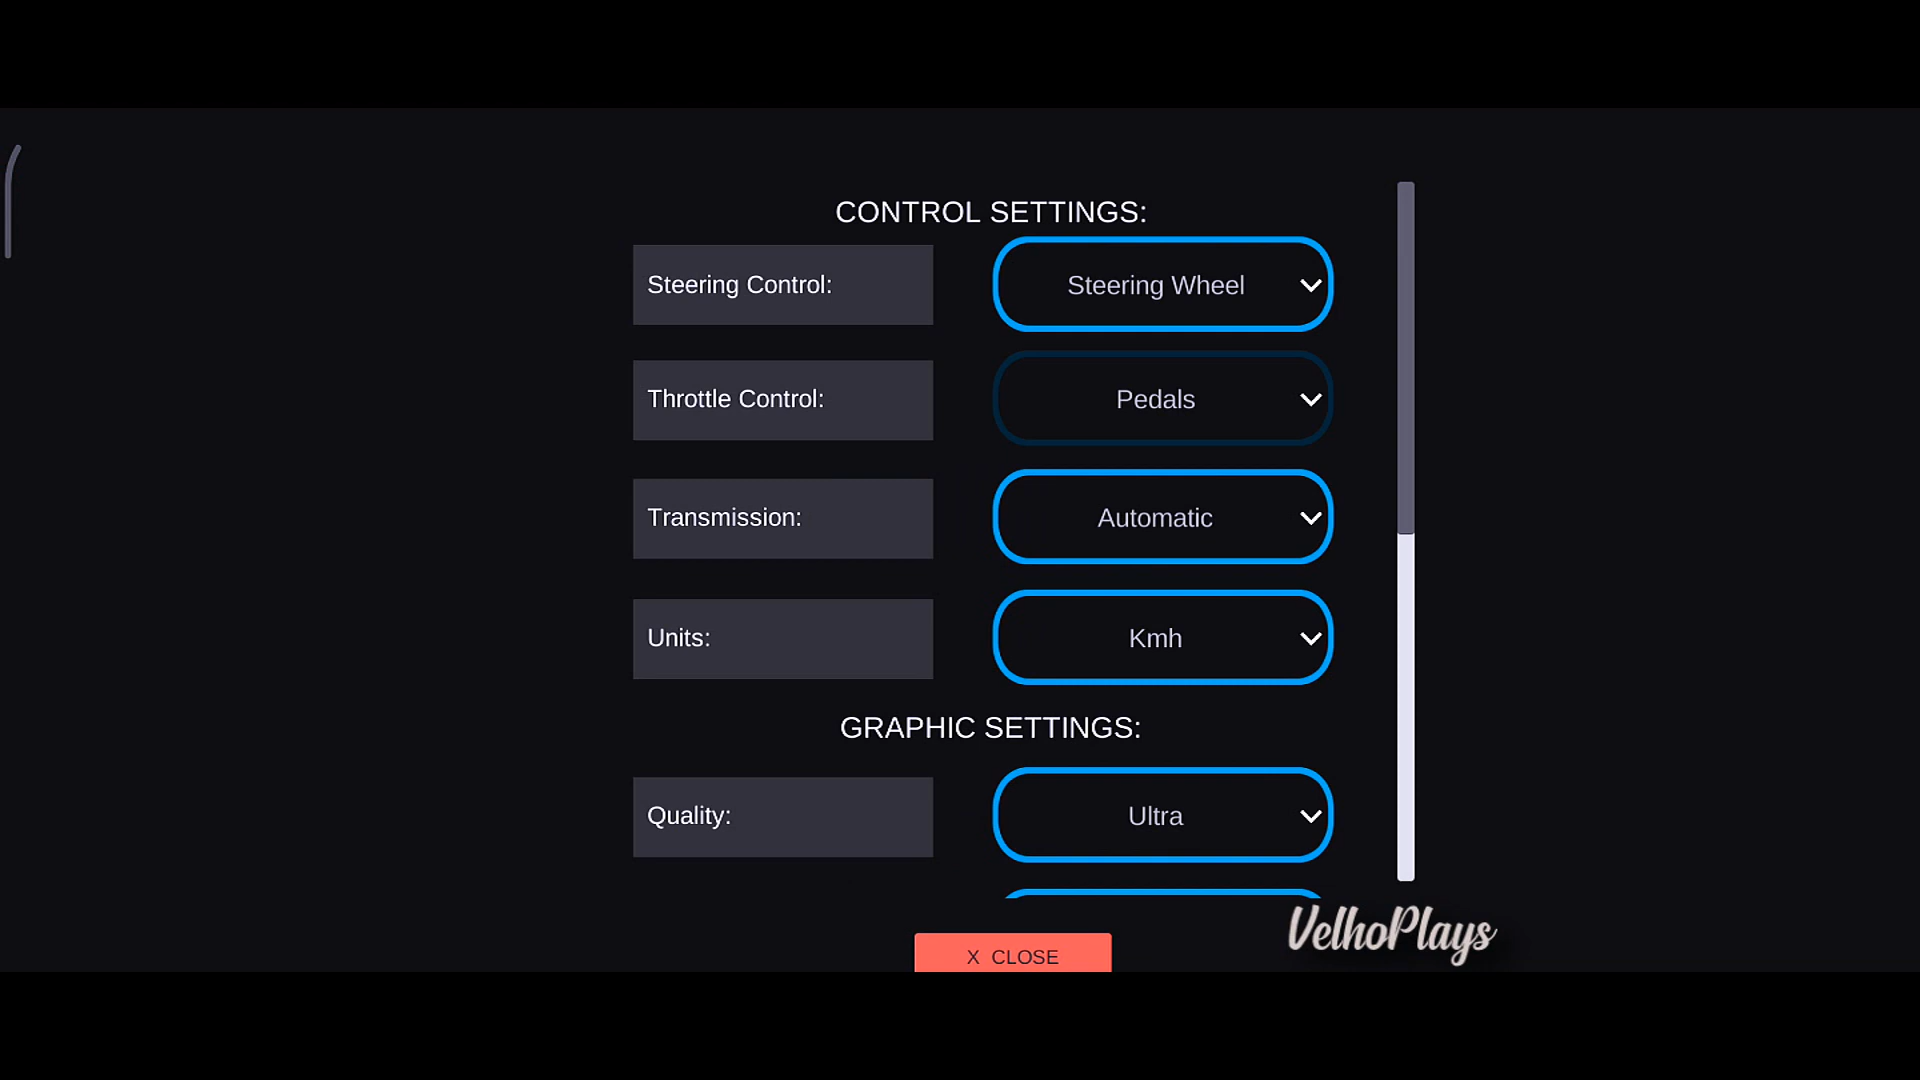 CONTROL SETTINGS:
Steering Control:
Steering Wheel
Throttle Control:
Pedals
Transmission:
Automatic
Units:
Kmh
GRAPHIC SETTINGS:
Quality:
Ultra
X CLOSE
VelhoPlays